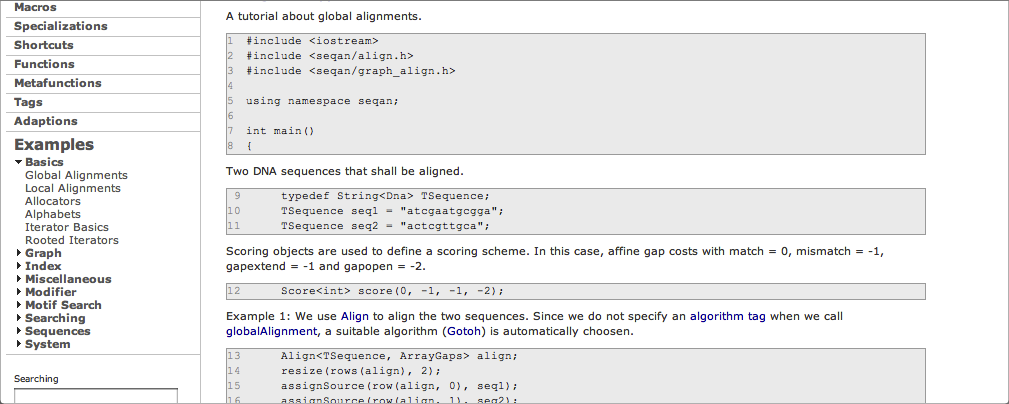 Macros
Specializations
Shortcuts
Functions
Metafunctions
Tags
Adaptions
Examples
Basics
Global Alignments
Local Alignments
Allocators
Alphabets
Iterator Basics
Rooted Iterators
Graph
Index
Miscellaneous
Modifier
Motif Search
Searching
Sequences
System
Searching
A tutorial about global alignments.
1 #include <iostream>
2 #include <seqan/align.h>
3 #include <seqan/graph_align.h>
4
5 using namespace seqan;
6
7 int main()
8 {
Two DNA sequences that shall be aligned.
9 typedef String<Dna> TSequence;
10 TSequence seq1 = "atcgaatgcgga";
11 TSequence seq2 = "actcgttgca";
Scoring objects are used to define a scoring scheme. In this case, affine gap costs with match = 0, mismatch = -1,
gapextend = -1 and gapopen = -2.
12 Score<int> score(0, -1, -1, -2);
Example 1: We use Align to align the two sequences. Since we do not specify an algorithm tag when we call
globalAlignment, a suitable algorithm (Gotoh) is automatically choosen.
13 Align<TSequence, ArrayGaps> align;
14 resize(rows(align), 2);
15 assignSource(row(align, 0), seq1);
16 assignSource(row(align, 1), seq2);